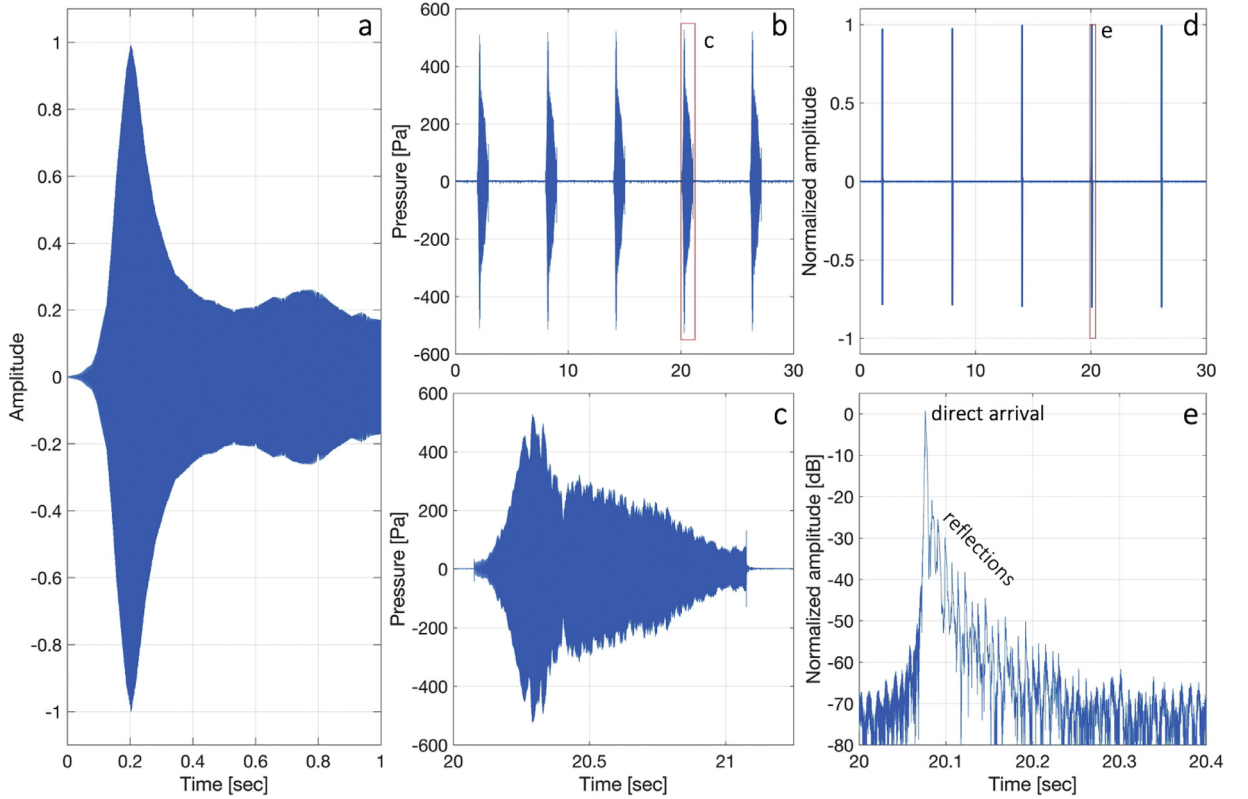 a
1
0.8
0.6
0.4
0.2
0
-0.2
-0.4
-0.6
-0.8
-1
Amplitude
0 0.2 0.4 0.6 0.8 1
Time [sec]
b
c
600
400
200
0
-200
-400
-600
Pressure [Pa]
0 10 20 30
c
600
400
200
0
-200
-400
-600
Pressure [Pa]
20 20.5 21
Time [sec]
d
e
1
0.5
0
-0.5
-1
Normalized amplitude
0 10 20 30
e
direct arrival
reflections
0
-10
-20
-30
-40
-50
-60
-70
-80
Normalized amplitude [dB]
20 20.1 20.2 20.3 20.4
Time [sec]